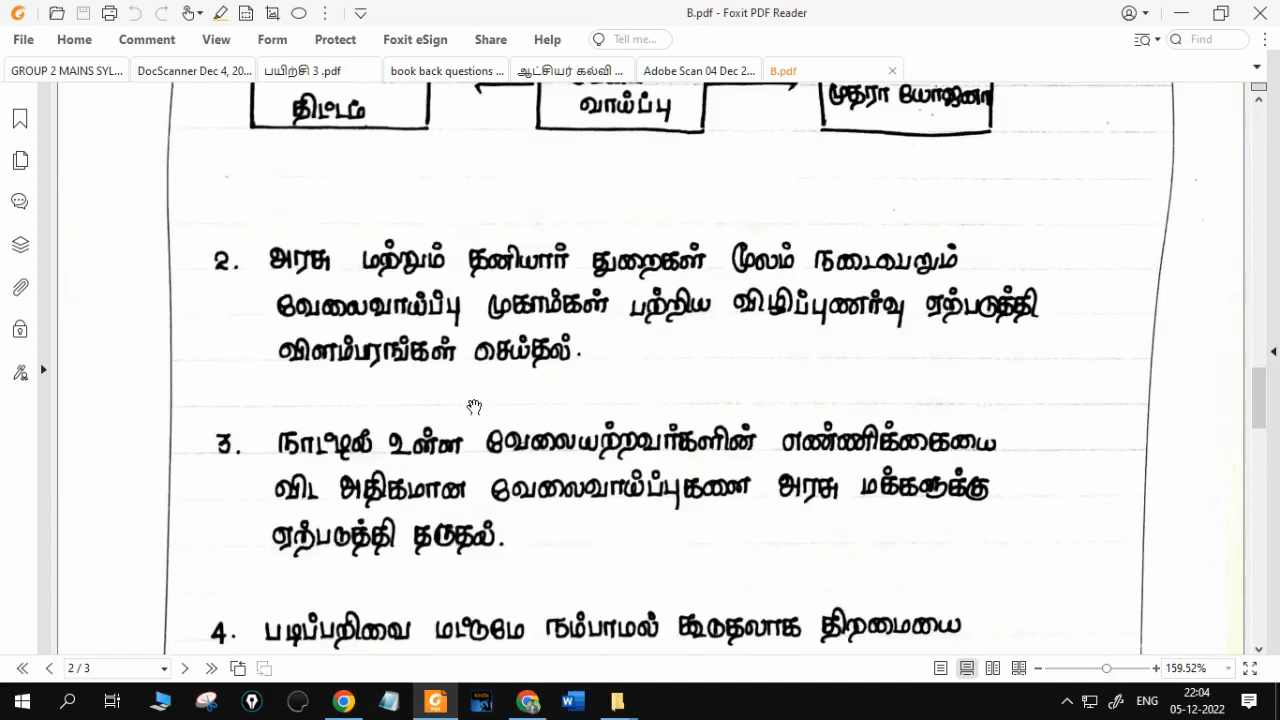 B.pdf - Foxit PDF Reader
File Home Comment View Form Protect Foxit eSign Share Help Tell me... Find
GROUP 2 MAINS SYL... DocScanner Dec 4, 20... பயிற்சி 3 .pdf book back questions ... ஆட்சியர் கல்வி ... Adobe Scan 04 Dec 2... B.pdf
திட்டம் வாய்ப்பு முத்ரா யோஜனா
2. அரசு மற்றும் தனியார் துறைகள் மூலம் நடைபெறும்
வேலைவாய்ப்பு முகாம்கள் பற்றிய விழிப்புணர்வு ஏற்படுத்தி
விளம்பரங்கள் செய்தல்.
3. நாட்டில் உள்ள வேலையற்றவர்களின் எண்ணிக்கையை
விட அதிகமான வேலைவாய்ப்புகளை அரசு மக்களுக்கு
ஏற்படுத்தி தருதல்.
4. படிப்பறிவை மட்டுமே நம்பாமல் கூடுதலாக திறமையை
2 / 3 159.52%
ENG 22:04
05-12-2022